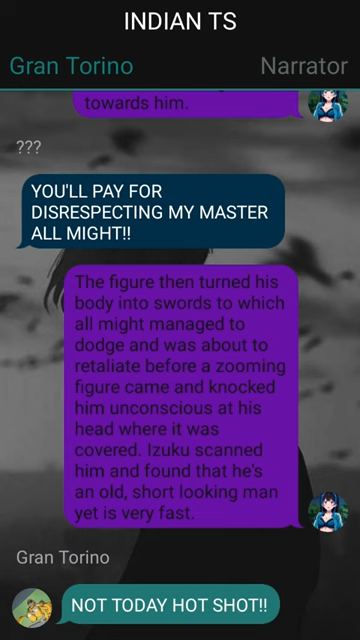 INDIAN TS
Gran Torino
Narrator
towards him.
???
YOU'LL PAY FOR
DISRESPECTING MY MASTER
ALL MIGHT!!
The figure then turned his
body into swords to which
all might managed to
dodge and was about to
retaliate before a zooming
figure came and knocked
him unconscious at his
head where it was
covered. Izuku scanned
him and found that he's
an old, short looking man
yet is very fast.
Gran Torino
NOT TODAY HOT SHOT!!